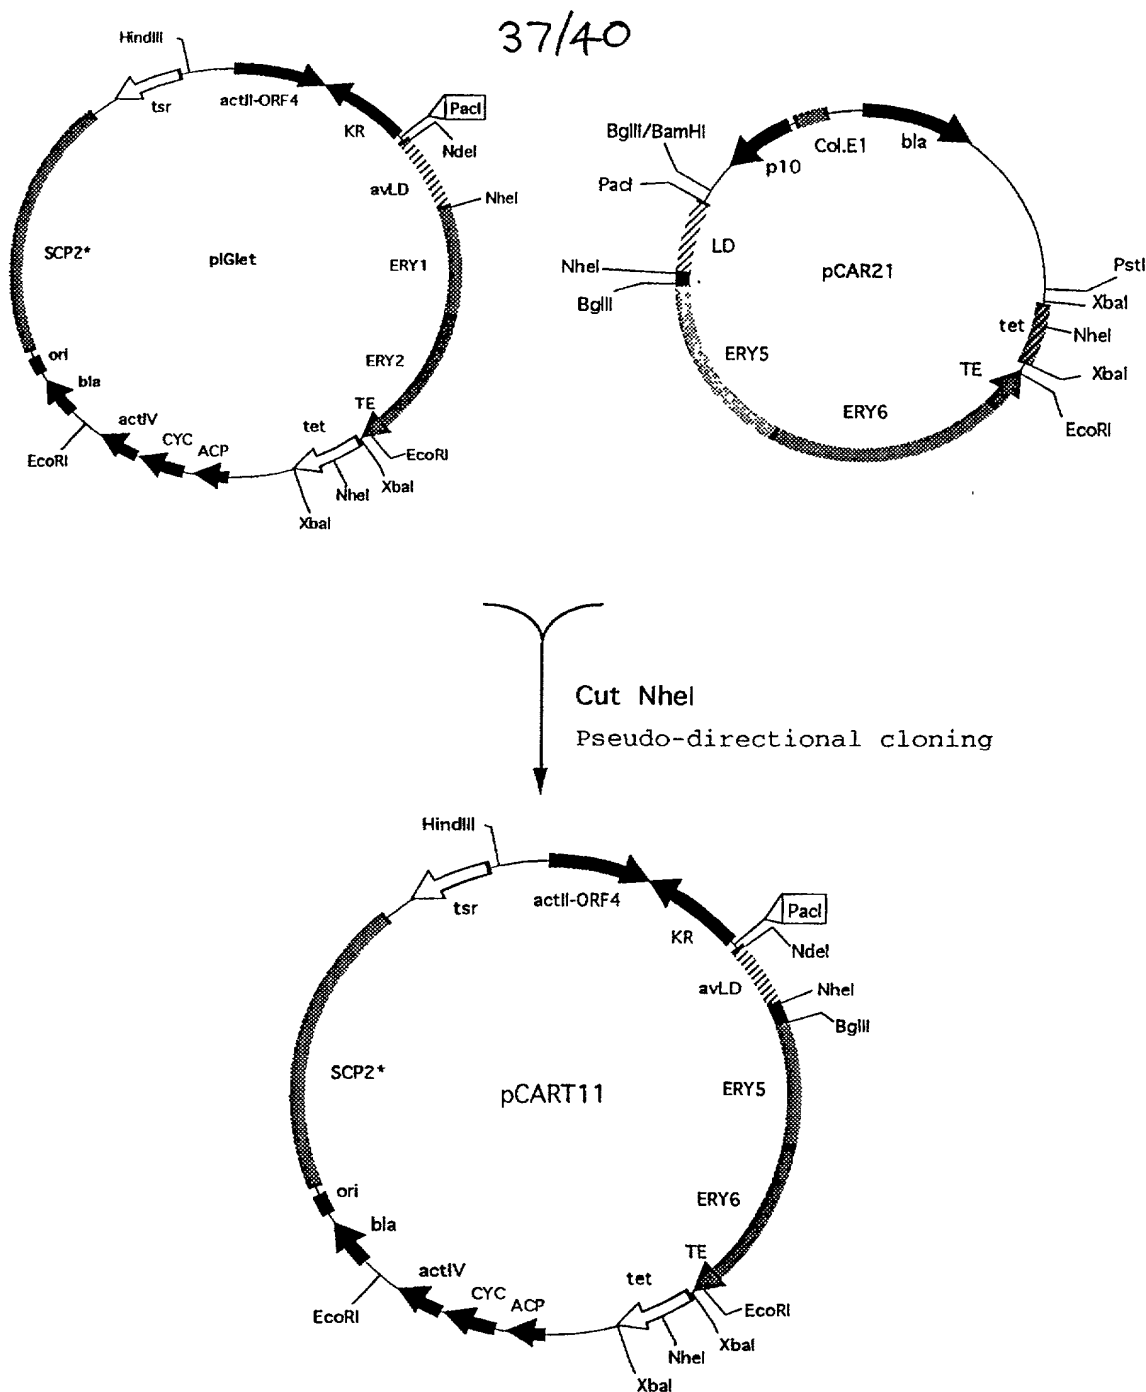 37/40
HindIII
tsr
actII-ORF4
KR
PacI
NdeI
avLD
NheI
SCP2*
pIGlet
ERY1
ERY2
ori
bla
TE
tet
actIV
CYC
ACP
EcoRI
EcoRI
XbaI
NheI
XbaI
BglII/BamHI
p10
Col.E1
bla
PacI
LD
NheI
pCAR21
BglII
PstI
XbaI
tet
NheI
ERY5
TE
XbaI
ERY6
EcoRI
Cut NheI
Pseudo-directional cloning
HindIII
tsr
actII-ORF4
KR
PacI
NdeI
avLD
NheI
BglII
SCP2*
pCART11
ERY5
ERY6
ori
bla
TE
actIV
tet
CYC
ACP
EcoRI
EcoRI
XbaI
NheI
XbaI